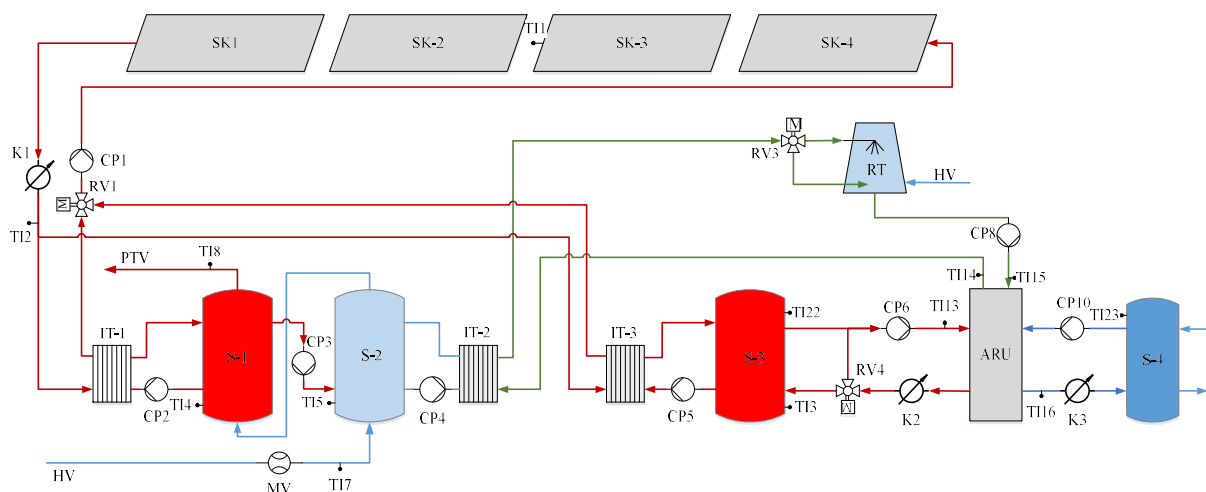 SK1
SK-2
TI1
SK-3
SK-4
K1
CP1
RV1
M
TI2
M
RV3
RT
HV
CP8
PTV
TI8
TI14
TI15
IT-1
S-1
CP3
S-2
IT-2
IT-3
S-3
TI22
CP6
TI13
ARU
CP10
TI23
S-4
CP2
TI4
TI5
CP4
CP5
TI3
RV4
M
K2
TI16
K3
HV
MV
TI7